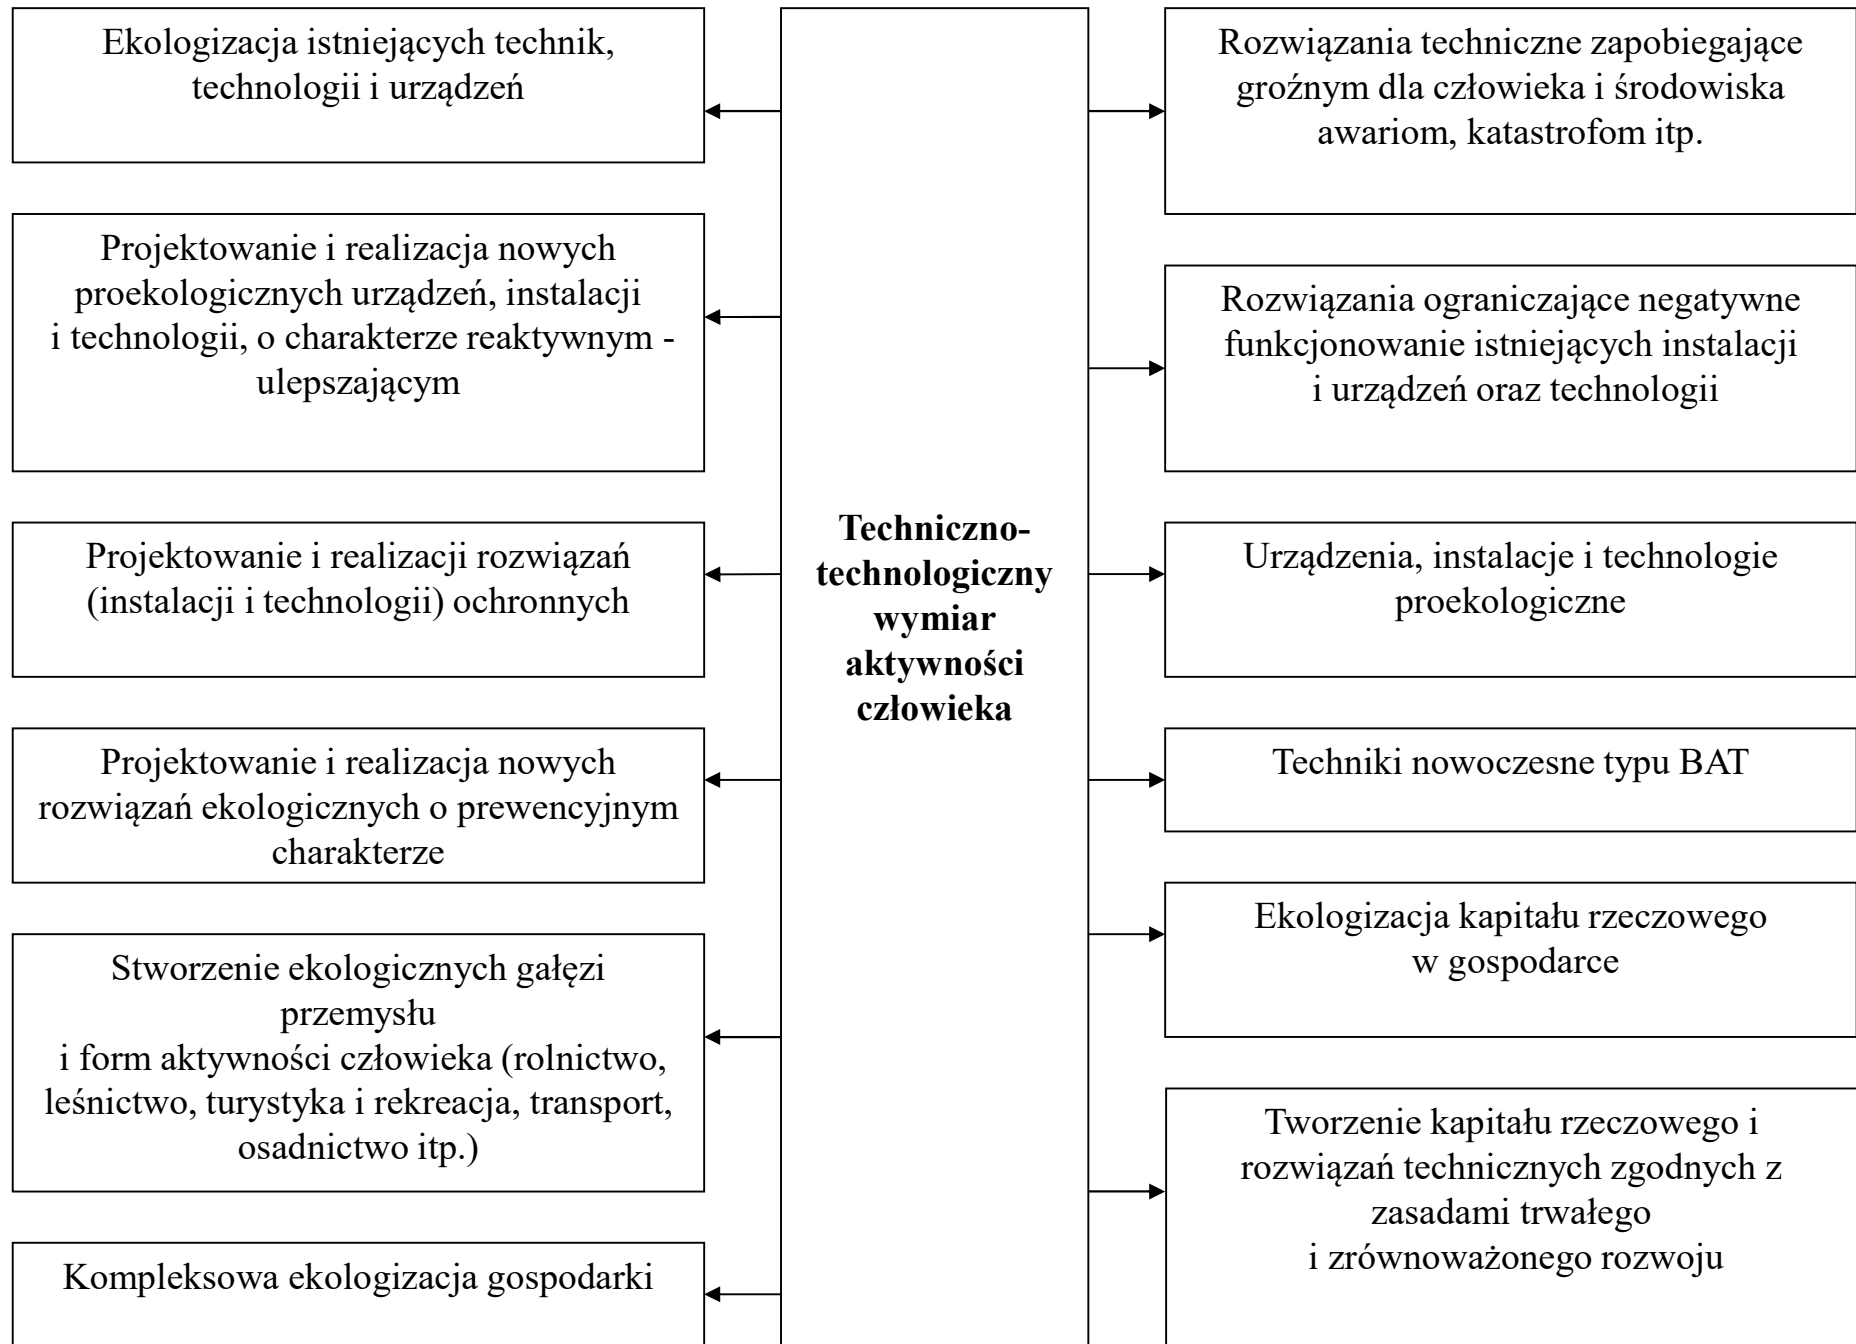 Ekologizacja istniejących technik,
technologii i urządzeń
Projektowanie i realizacja nowych
proekologicznych urządzeń, instalacji
i technologii, o charakterze reaktywnym -
ulepszającym
Projektowanie i realizacji rozwiązań
(instalacji i technologii) ochronnych
Projektowanie i realizacja nowych
rozwiązań ekologicznych o prewencyjnym
charakterze
Stworzenie ekologicznych gałęzi
przemysłu
i form aktywności człowieka (rolnictwo,
leśnictwo, turystyka i rekreacja, transport,
osadnictwo itp.)
Kompleksowa ekologizacja gospodarki
Techniczno-
technologiczny
wymiar
aktywności
człowieka
Rozwiązania techniczne zapobiegające
groźnym dla człowieka i środowiska
awariom, katastrofom itp.
Rozwiązania ograniczające negatywne
funkcjonowanie istniejących instalacji
i urządzeń oraz technologii
Urządzenia, instalacje i technologie
proekologiczne
Techniki nowoczesne typu BAT
Ekologizacja kapitału rzeczowego
w gospodarce
Tworzenie kapitału rzeczowego i
rozwiązań technicznych zgodnych z
zasadami trwałego
i zrównoważonego rozwoju